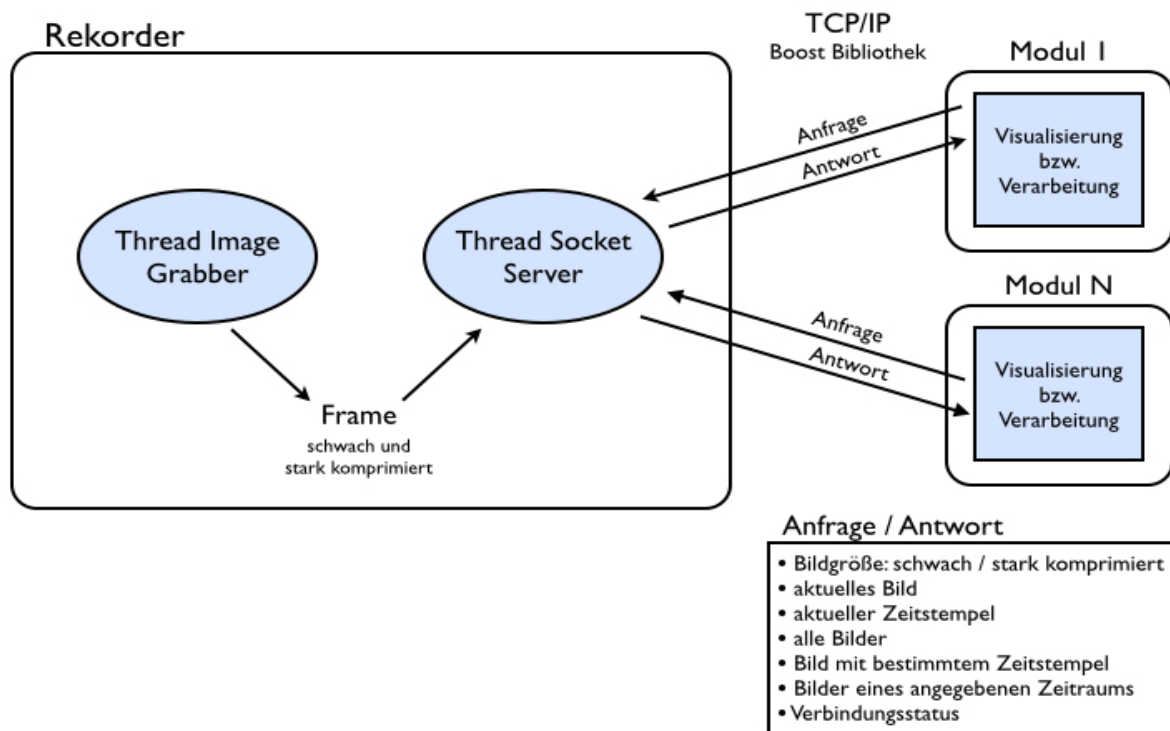 Rekorder
TCP/IP
Boost Bibliothek
Modul 1
Anfrage
Antwort
Visualisierung
bzw.
Verarbeitung
Thread Image
Grabber
Thread Socket
Server
Modul N
Anfrage
Antwort
Visualisierung
bzw.
Verarbeitung
Frame
schwach und
stark komprimiert
Anfrage / Antwort
• Bildgröße: schwach / stark komprimiert
• aktuelles Bild
• aktueller Zeitstempel
• alle Bilder
• Bild mit bestimmtem Zeitstempel
• Bilder eines angegebenen Zeitraums
• Verbindungsstatus